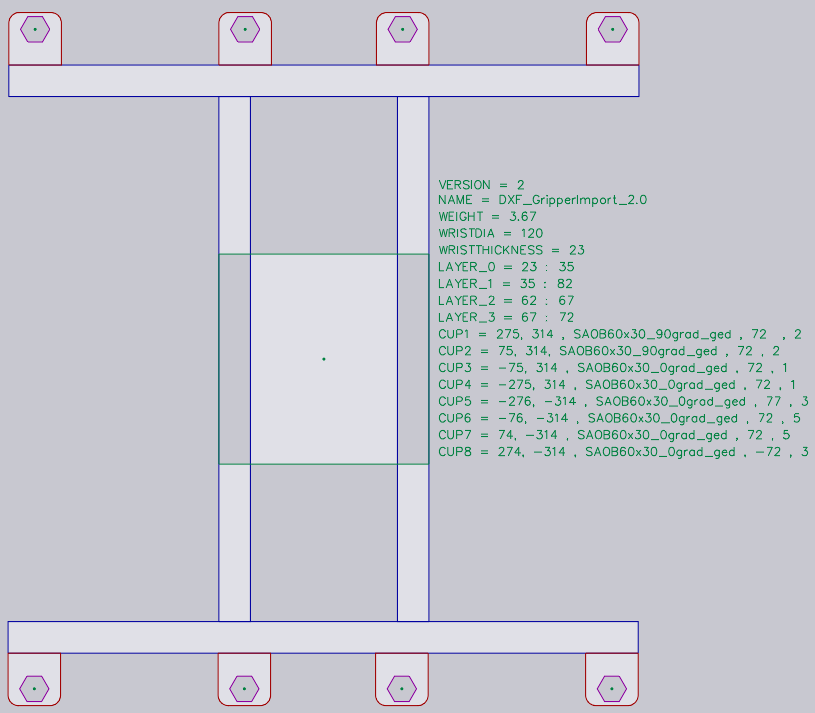 VERSION = 2
NAME = DXF_GripperImport_2.0
WEIGHT = 3.67
WRISTDIA = 120
WRISTTHICKNESS = 23
LAYER_0 = 23 : 35
LAYER_1 = 35 : 82
LAYER_2 = 62 : 67
LAYER_3 = 67 : 72
CUP1 = 275, 314 , SAOB60x30_90grad_ged , 72 , 2
CUP2 = 75, 314, SAOB60x30_90grad_ged , 72 , 2
CUP3 = -75, 314 , SAOB60x30_0grad_ged , 72 , 1
CUP4 = -275, 314 , SAOB60x30_0grad_ged , 72 , 1
CUP5 = -276, -314 , SAOB60x30_0grad_ged , 77 , 3
CUP6 = -76, -314 , SAOB60x30_0grad_ged , 72 , 5
CUP7 = 74, -314 , SAOB60x30_0grad_ged , 72 , 5
CUP8 = 274, -314 , SAOB60x30_0grad_ged , -72 , 3